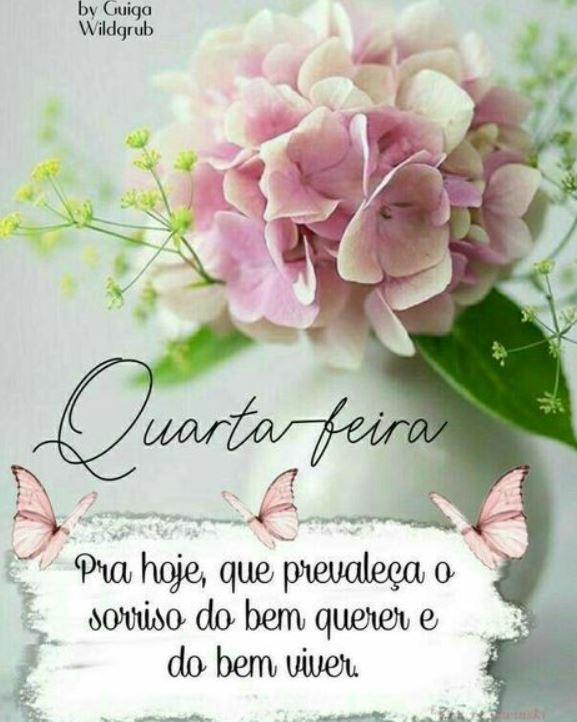 by Guiga
Wildgrub
Quarta-feira
Pra hoje, que prevaleça o
sorriso do bem querer e
do bem viver.